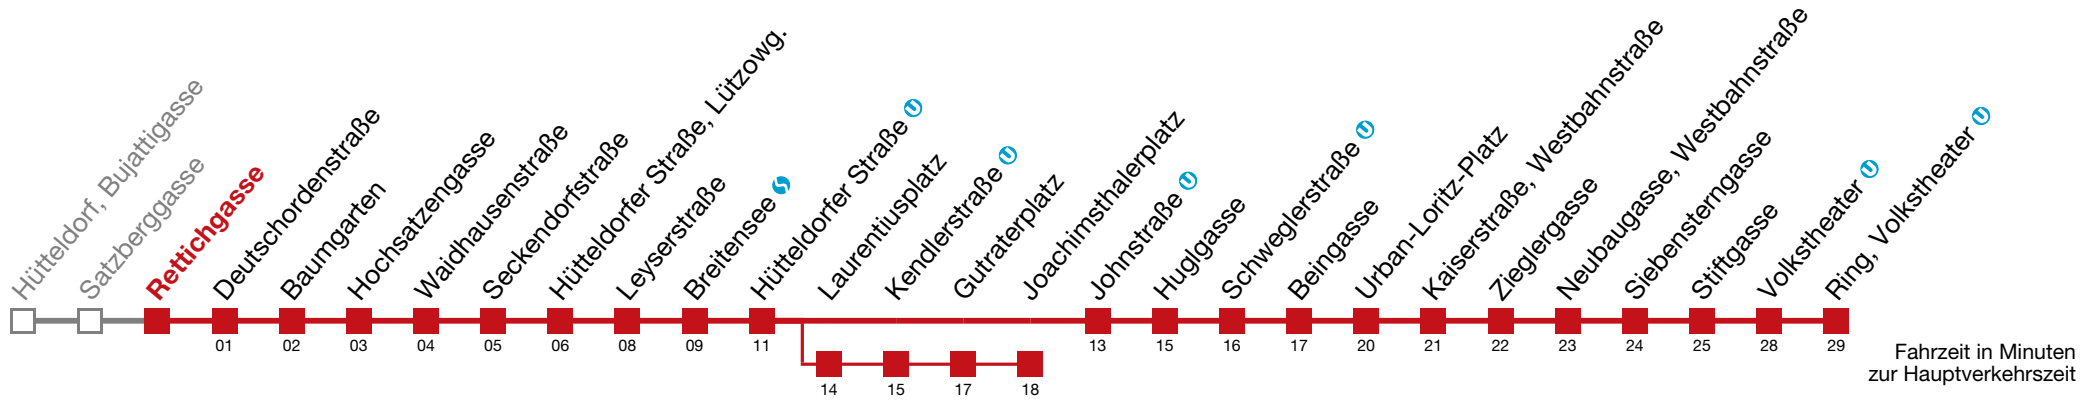 Hütteldorf, Bujattigasse
Satzberggasse
Rettichgasse
Deutschordenstraße
Baumgarten
Hochsatzengasse
Waidhausenstraße
Seckendorfstraße
Hütteldorfer Straße, Lützowg.
Leyserstraße
Breitensee
Hütteldorfer Straße U
Laurentiusplatz
Kendlerstraße U
Gutraterplatz
Joachimsthalerplatz
Johnstraße U
Huglgasse
Schweglerstraße U
Beingasse
Urban-Loritz-Platz
Kaiserstraße, Westbahnstraße
Zieglergasse
Neubaugasse, Westbahnstraße
Siebensterngasse
Stiftgasse
Volkstheater U
Ring, Volkstheater U
01 02 03 04 05 06 08 09 11 13 15 16 17 20 21 22 23 24 25 28 29
14 15 17 18
Fahrzeit in Minuten
zur Hauptverkehrszeit